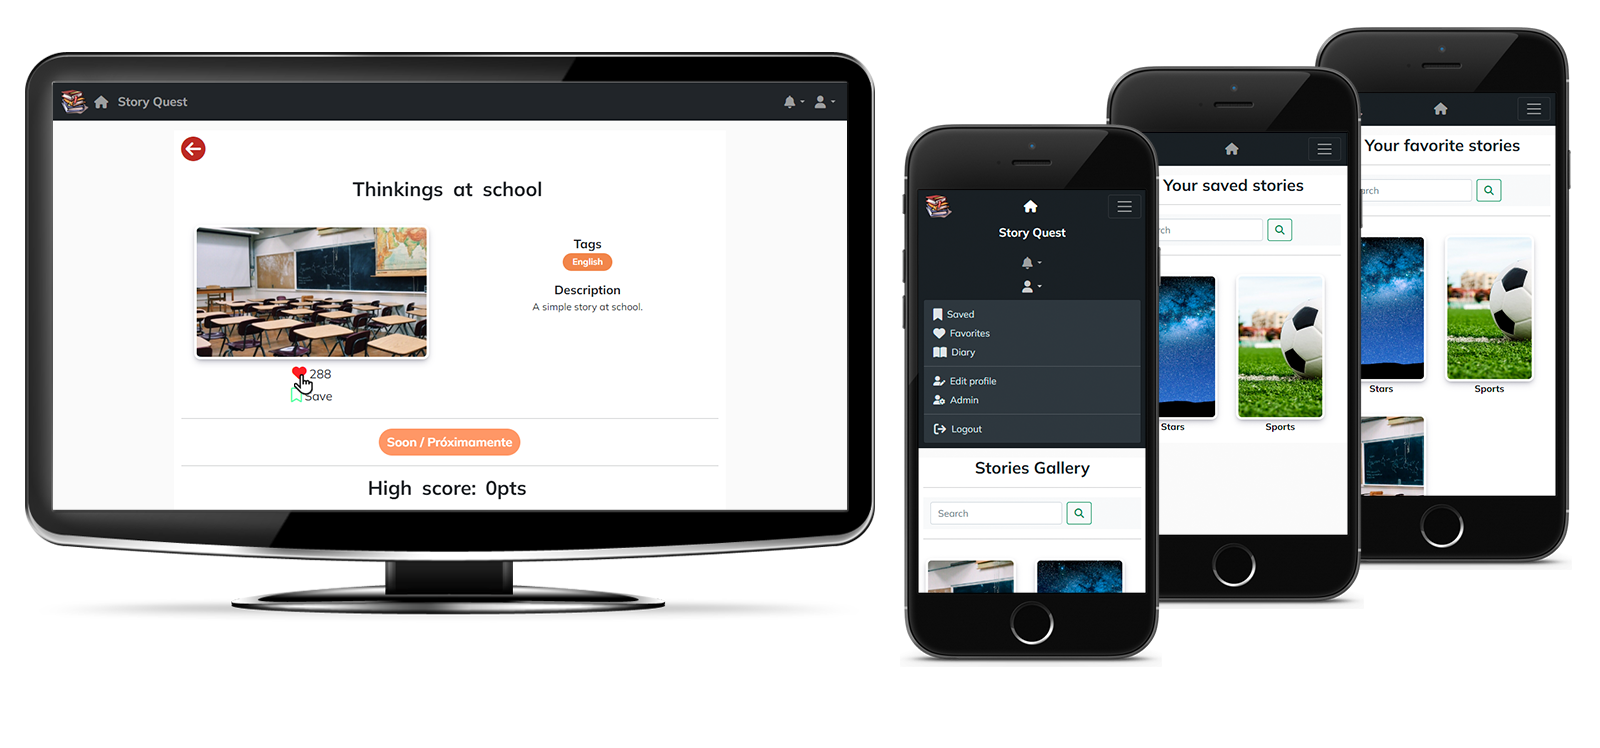 Story Quest
Thinkings at school
Tags
English
Description
A simple story at school.
288
Save
Soon / Próximamente
High score: 0pts
Story Quest
Saved
Favorites
Diary
Edit profile
Admin
Logout
Stories Gallery
Search
Your saved stories
rch
Stars
Sports
Your favorite stories
arch
Stars
Sports